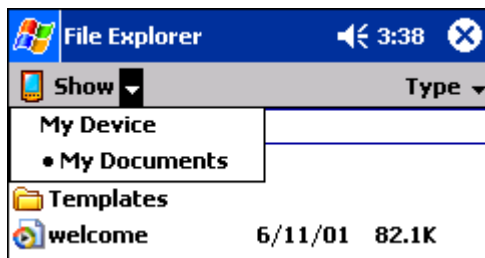 File Explorer 3:38
Show Type
My Device
• My Documents
Templates
welcome 6/11/01 82.1K